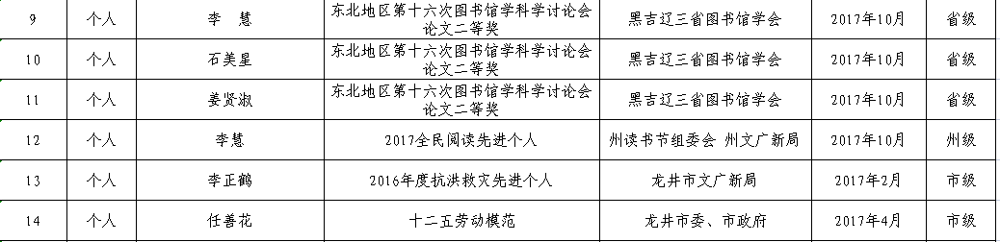 9 个人 李 慧 东北地区第十六次图书馆学科学讨论会论文二等奖 黑吉辽三省图书馆学会 2017年10月 省级
10 个人 石美星 东北地区第十六次图书馆学科学讨论会论文二等奖 黑吉辽三省图书馆学会 2017年10月 省级
11 个人 姜贤淑 东北地区第十六次图书馆学科学讨论会论文二等奖 黑吉辽三省图书馆学会 2017年10月 省级
12 个人 李慧 2017全民阅读先进个人 州读书节组委会 州文广新局 2017年10月 州级
13 个人 李正鹤 2016年度抗洪救灾先进个人 龙井市文广新局 2017年2月 市级
14 个人 任善花 十二五劳动模范 龙井市委、市政府 2017年4月 市级